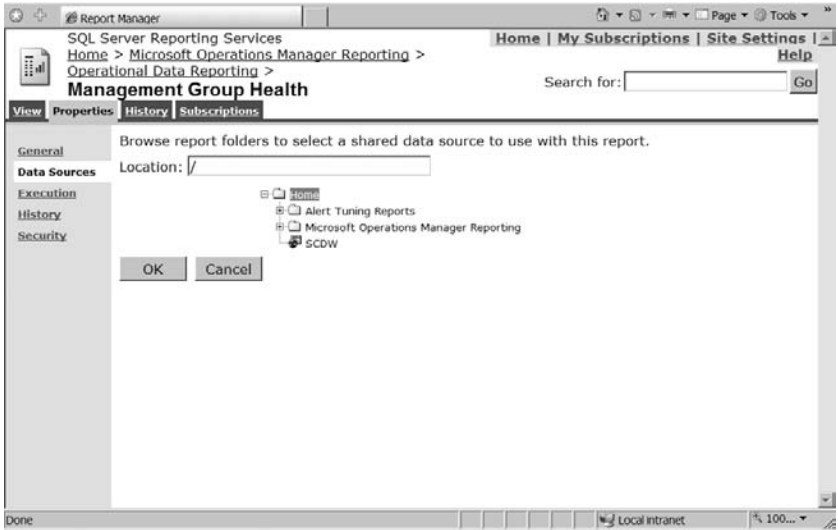 Report Manager
Page
Tools
SQL Server Reporting Services
Home | My Subscriptions | Site Settings |
Help
Home > Microsoft Operations Manager Reporting >
Operational Data Reporting >
Management Group Health
Search for:
Go
View
Properties
History
Subscriptions
General
Data Sources
Execution
History
Security
Browse report folders to select a shared data source to use with this report.
Location: /
Home
Alert Tuning Reports
Microsoft Operations Manager Reporting
SCDW
OK
Cancel
Done
Local intranet
100...